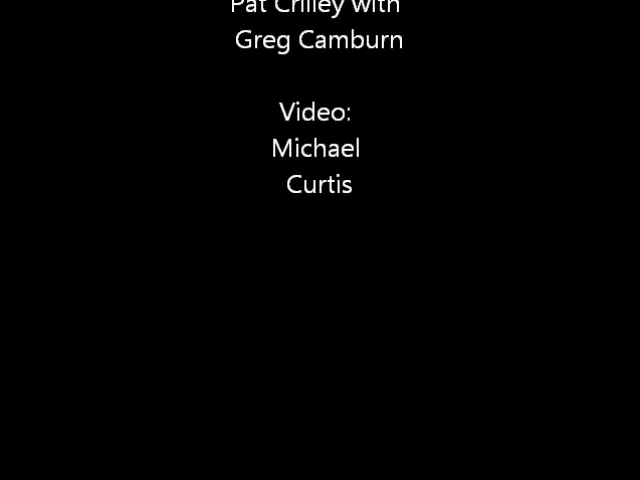 Pat Crilley with
Greg Camburn
Video:
Michael
Curtis